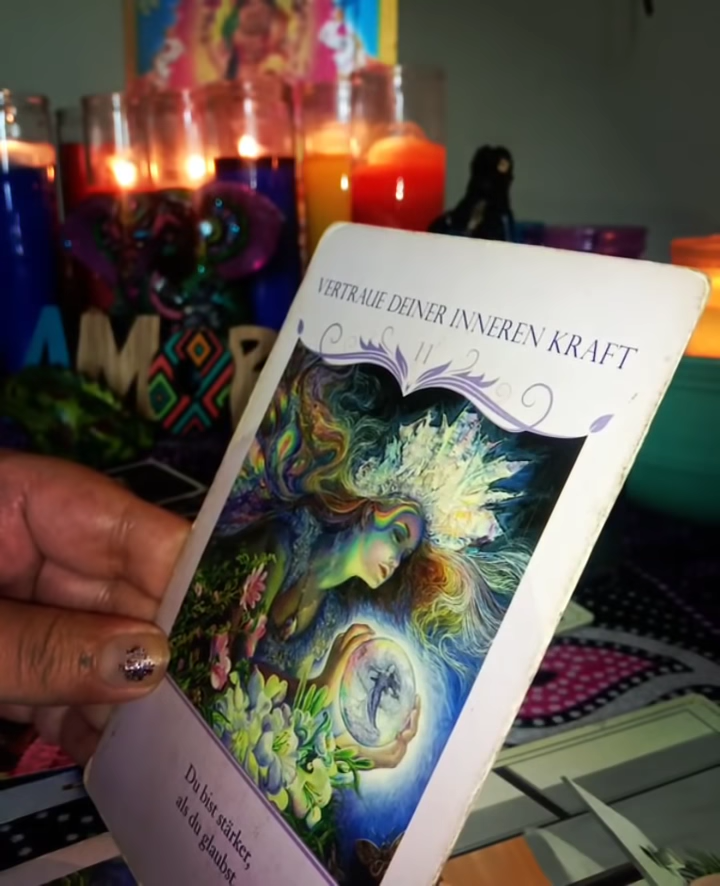 VERTRAUE DEINER INNEREN KRAFT
11
Du bist stärker,
als du glaubst.
AMOR